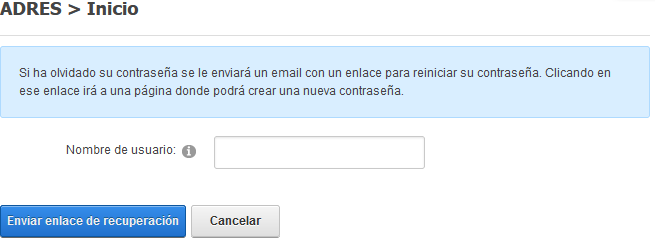 ADRES > Inicio
Si ha olvidado su contraseña se le enviará un email con un enlace para reiniciar su contraseña. Clicando en
ese enlace irá a una página donde podrá crear una nueva contraseña.
Nombre de usuario:
Enviar enlace de recuperación Cancelar